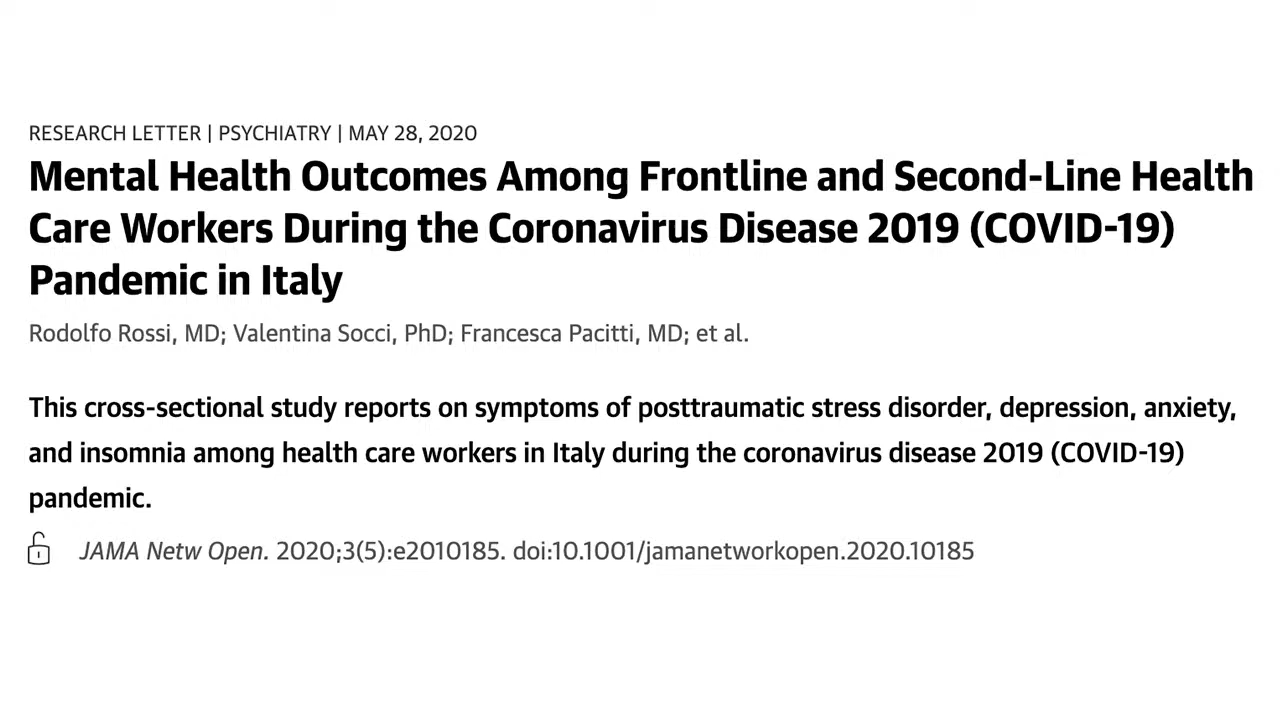 RESEARCH LETTER | PSYCHIATRY | MAY 28, 2020
Mental Health Outcomes Among Frontline and Second-Line Health
Care Workers During the Coronavirus Disease 2019 (COVID-19)
Pandemic in Italy
Rodolfo Rossi, MD; Valentina Socci, PhD; Francesca Pacitti, MD; et al.
This cross-sectional study reports on symptoms of posttraumatic stress disorder, depression, anxiety,
and insomnia among health care workers in Italy during the coronavirus disease 2019 (COVID-19)
pandemic.
JAMA Netw Open. 2020;3(5):e2010185. doi:10.1001/jamanetworkopen.2020.10185